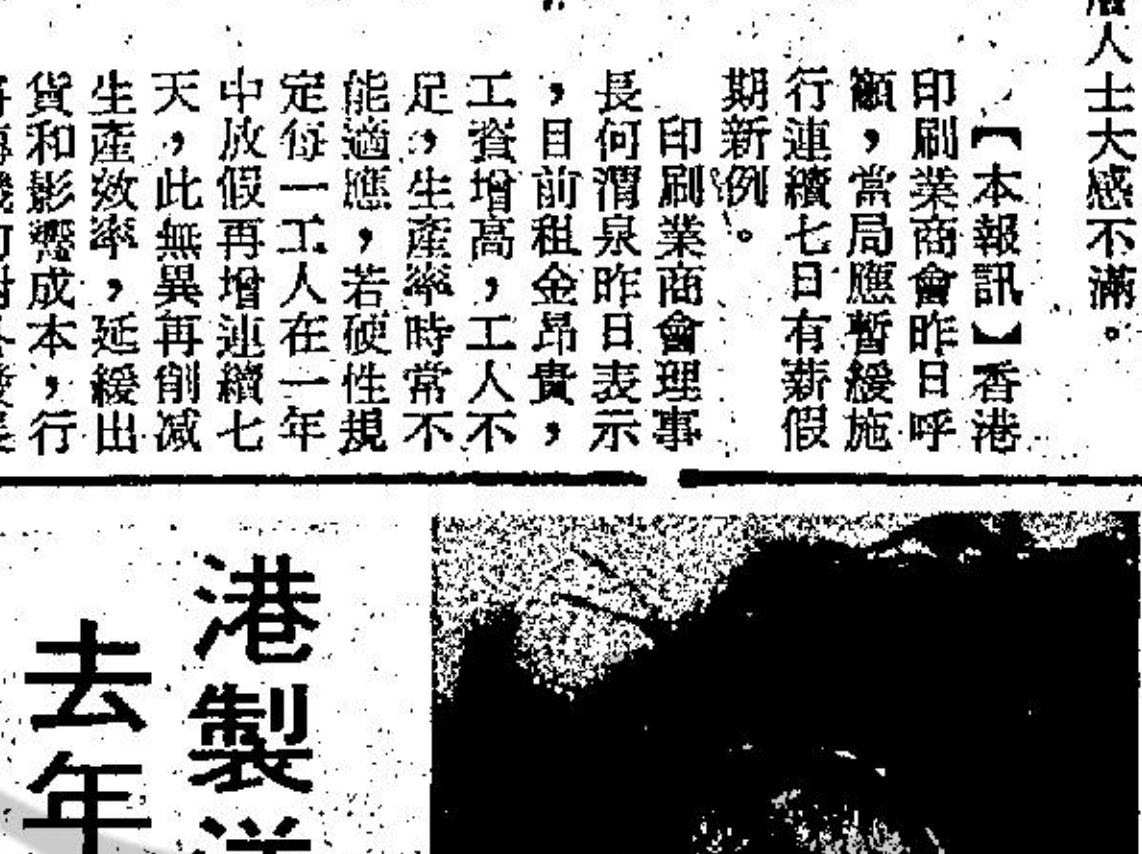 人士大感不滿。
【本報訊】香港
印刷業商會昨日呼
籲，當局應暫緩施
行連續七日有薪假
期新例。
印刷業商會理事
長何渭泉昨日表示
，目前租金昂貴，
工資增高，工人不
足，生產率時常不
能適應，若硬性規
定每一工人在一年
中放假再增連續七
天，此無異再削減
生產效率，延緩出
貨和影響成本，行
港製
去年